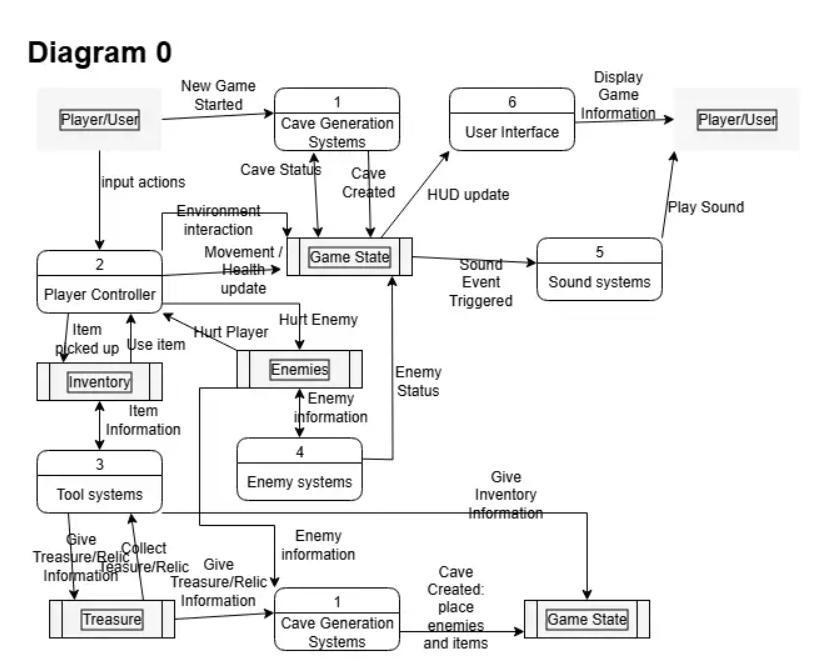 Diagram 0
New Game
Started
Player/User
1
Cave Generation
Systems
6
User Interface
Display
Game
Information
Player/User
input actions
Cave Status
Cave
Created
HUD update
Play Sound
Environment
interaction
2
Player Controller
Movement /
Health
update
Game State
Sound
Event
Triggered
5
Sound systems
Item
picked up
Use item
Hurt Player
Hurt Enemy
Inventory
Enemies
Enemy
Status
Item
Information
Enemy
information
3
Tool systems
4
Enemy systems
Give
Inventory
Information
Give
Treasure/Relic
Information
Collect
Teasure/Relic
Give
Treasure/Relic
Information
Enemy
information
Treasure
1
Cave Generation
Systems
Cave
Created:
place
enemies
and items
Game State